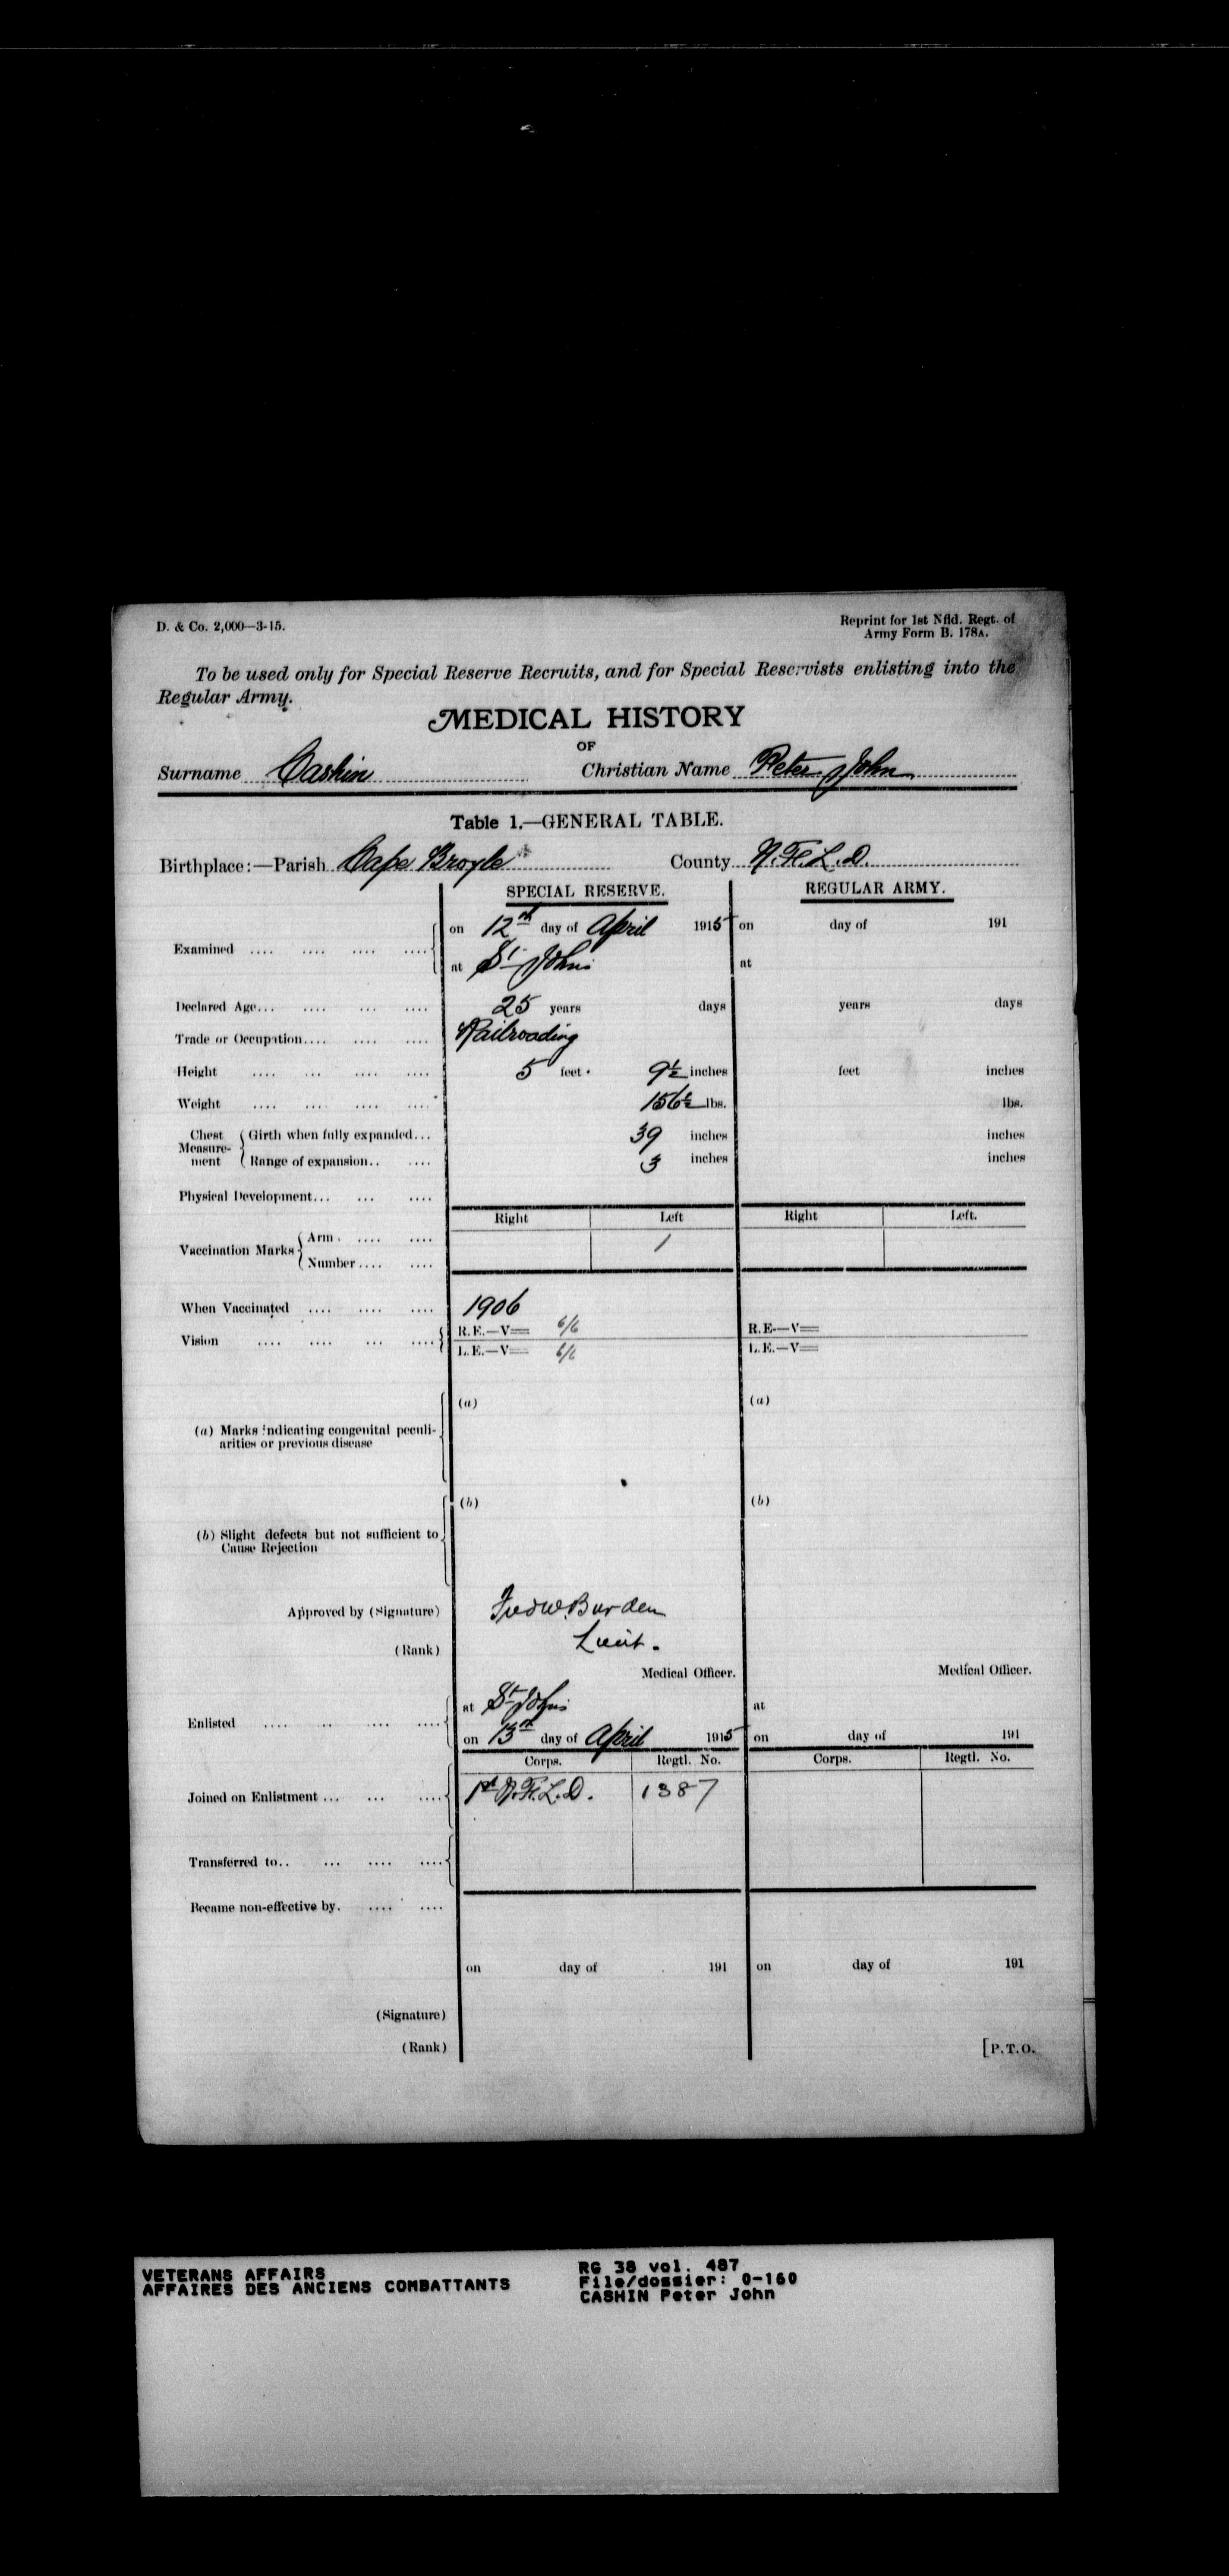 D. & Co. 2,000—3-15.
Reprint for 1st Nfld. Regt. of
Army Form B. 178A.
To be used only for Special Reserve Recruits, and for Special Reservists enlisting into the
Regular Army.
MEDICAL HISTORY
OF
Surname Cashin Christian Name Peter John
Table 1.—GENERAL TABLE.
Birthplace:—Parish Cape Broyle County N.F.L.D.
SPECIAL RESERVE. REGULAR ARMY.
Examined .... .... .... .... on 12th day of April 1915 on day of 191
at St Johns at
Declared Age... .... ... .... 25 years days years days
Trade or Occupation.... .... .... Railroading
Height .... ... .... .... 5 feet 9½ inches feet inches
Weight .... .... .... .... 156½ lbs. lbs.
Chest Measurement Girth when fully expanded... 39 inches inches
Range of expansion.. .... 3 inches inches
Physical Development... ... ....
Right Left Right Left.
Vaccination Marks Arm .... .... /
Number.... ....
When Vaccinated .... .... .... 1906
Vision .... .... ... .... R.E.—V= 6/6 R.E—V=
L.E.—V= 6/6 L.E.—V=
(a) (a)
(a) Marks indicating congenital peculi-
arities or previous disease
(b) (b)
(b) Slight defects but not sufficient to
Cause Rejection
Approved by (Signature) Fredw.Burden
(Rank) Lieut.
Medical Officer. Medical Officer.
at St Johns at
Enlisted .... .. .... .... on 13th day of April 1915 on day of 191
Corps. Regtl. No. Corps. Regtl. No.
Joined on Enlistment ... ... .... 1st N.F.L.D. 1387
Transferred to.. ... .... ....
Became non-effective by. .... ....
on day of 191 on day of 191
(Signature)
(Rank)
[P.T.O.
VETERANS AFFAIRS
AFFAIRES DES ANCIENS COMBATTANTS
RG 38 vol. 487
File/dossier: 0-160
CASHIN Peter John